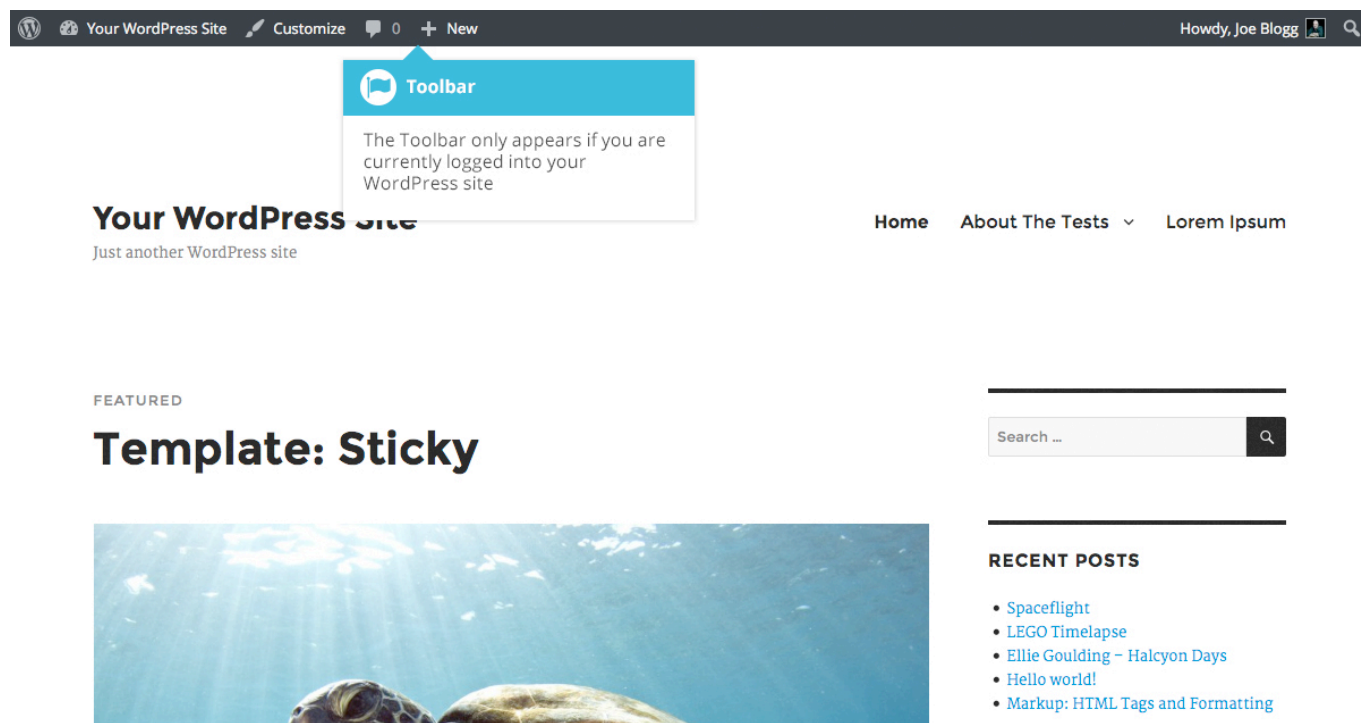 Your WordPress Site Customize 0 New Howdy, Joe Blogg
Toolbar
The Toolbar only appears if you are
currently logged into your
WordPress site
Your WordPress Site
Just another WordPress site
Home About The Tests Lorem Ipsum
FEATURED
Template: Sticky
Search ...
RECENT POSTS
• Spaceflight
• LEGO Timelapse
• Ellie Goulding – Halcyon Days
• Hello world!
• Markup: HTML Tags and Formatting